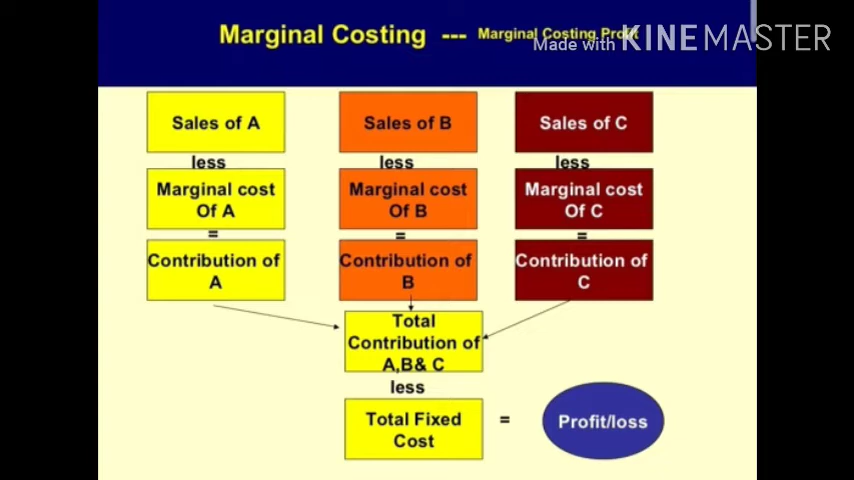 Marginal Costing --- Marginal Costing Profit
Made with KINEMASTER
Sales of A
less
Marginal cost
Of A
=
Contribution of
A
Sales of B
less
Marginal cost
Of B
=
Contribution of
B
Sales of C
less
Marginal cost
Of C
=
Contribution of
C
Total
Contribution of
A,B& C
less
Total Fixed
Cost
=
Profit/loss